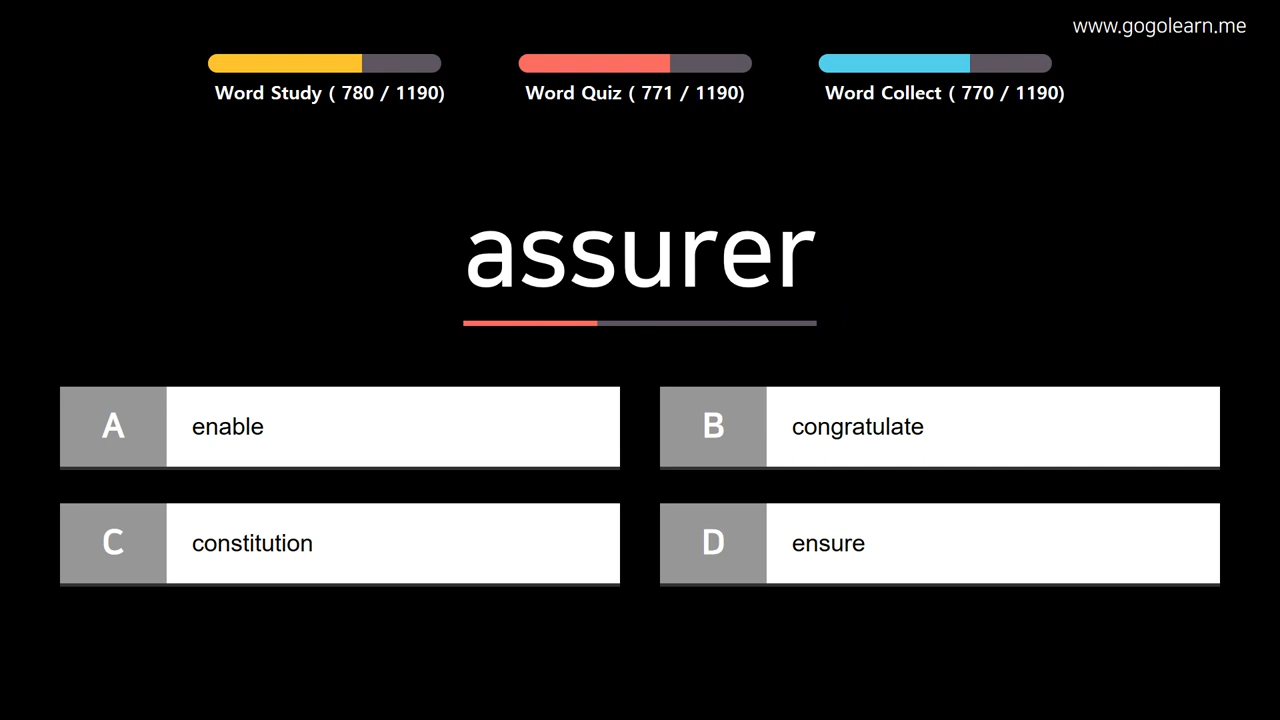 www.gogolearn.me
Word Study ( 780 / 1190)
Word Quiz ( 771 / 1190)
Word Collect ( 770 / 1190)
assurer
A
enable
B
congratulate
C
constitution
D
ensure